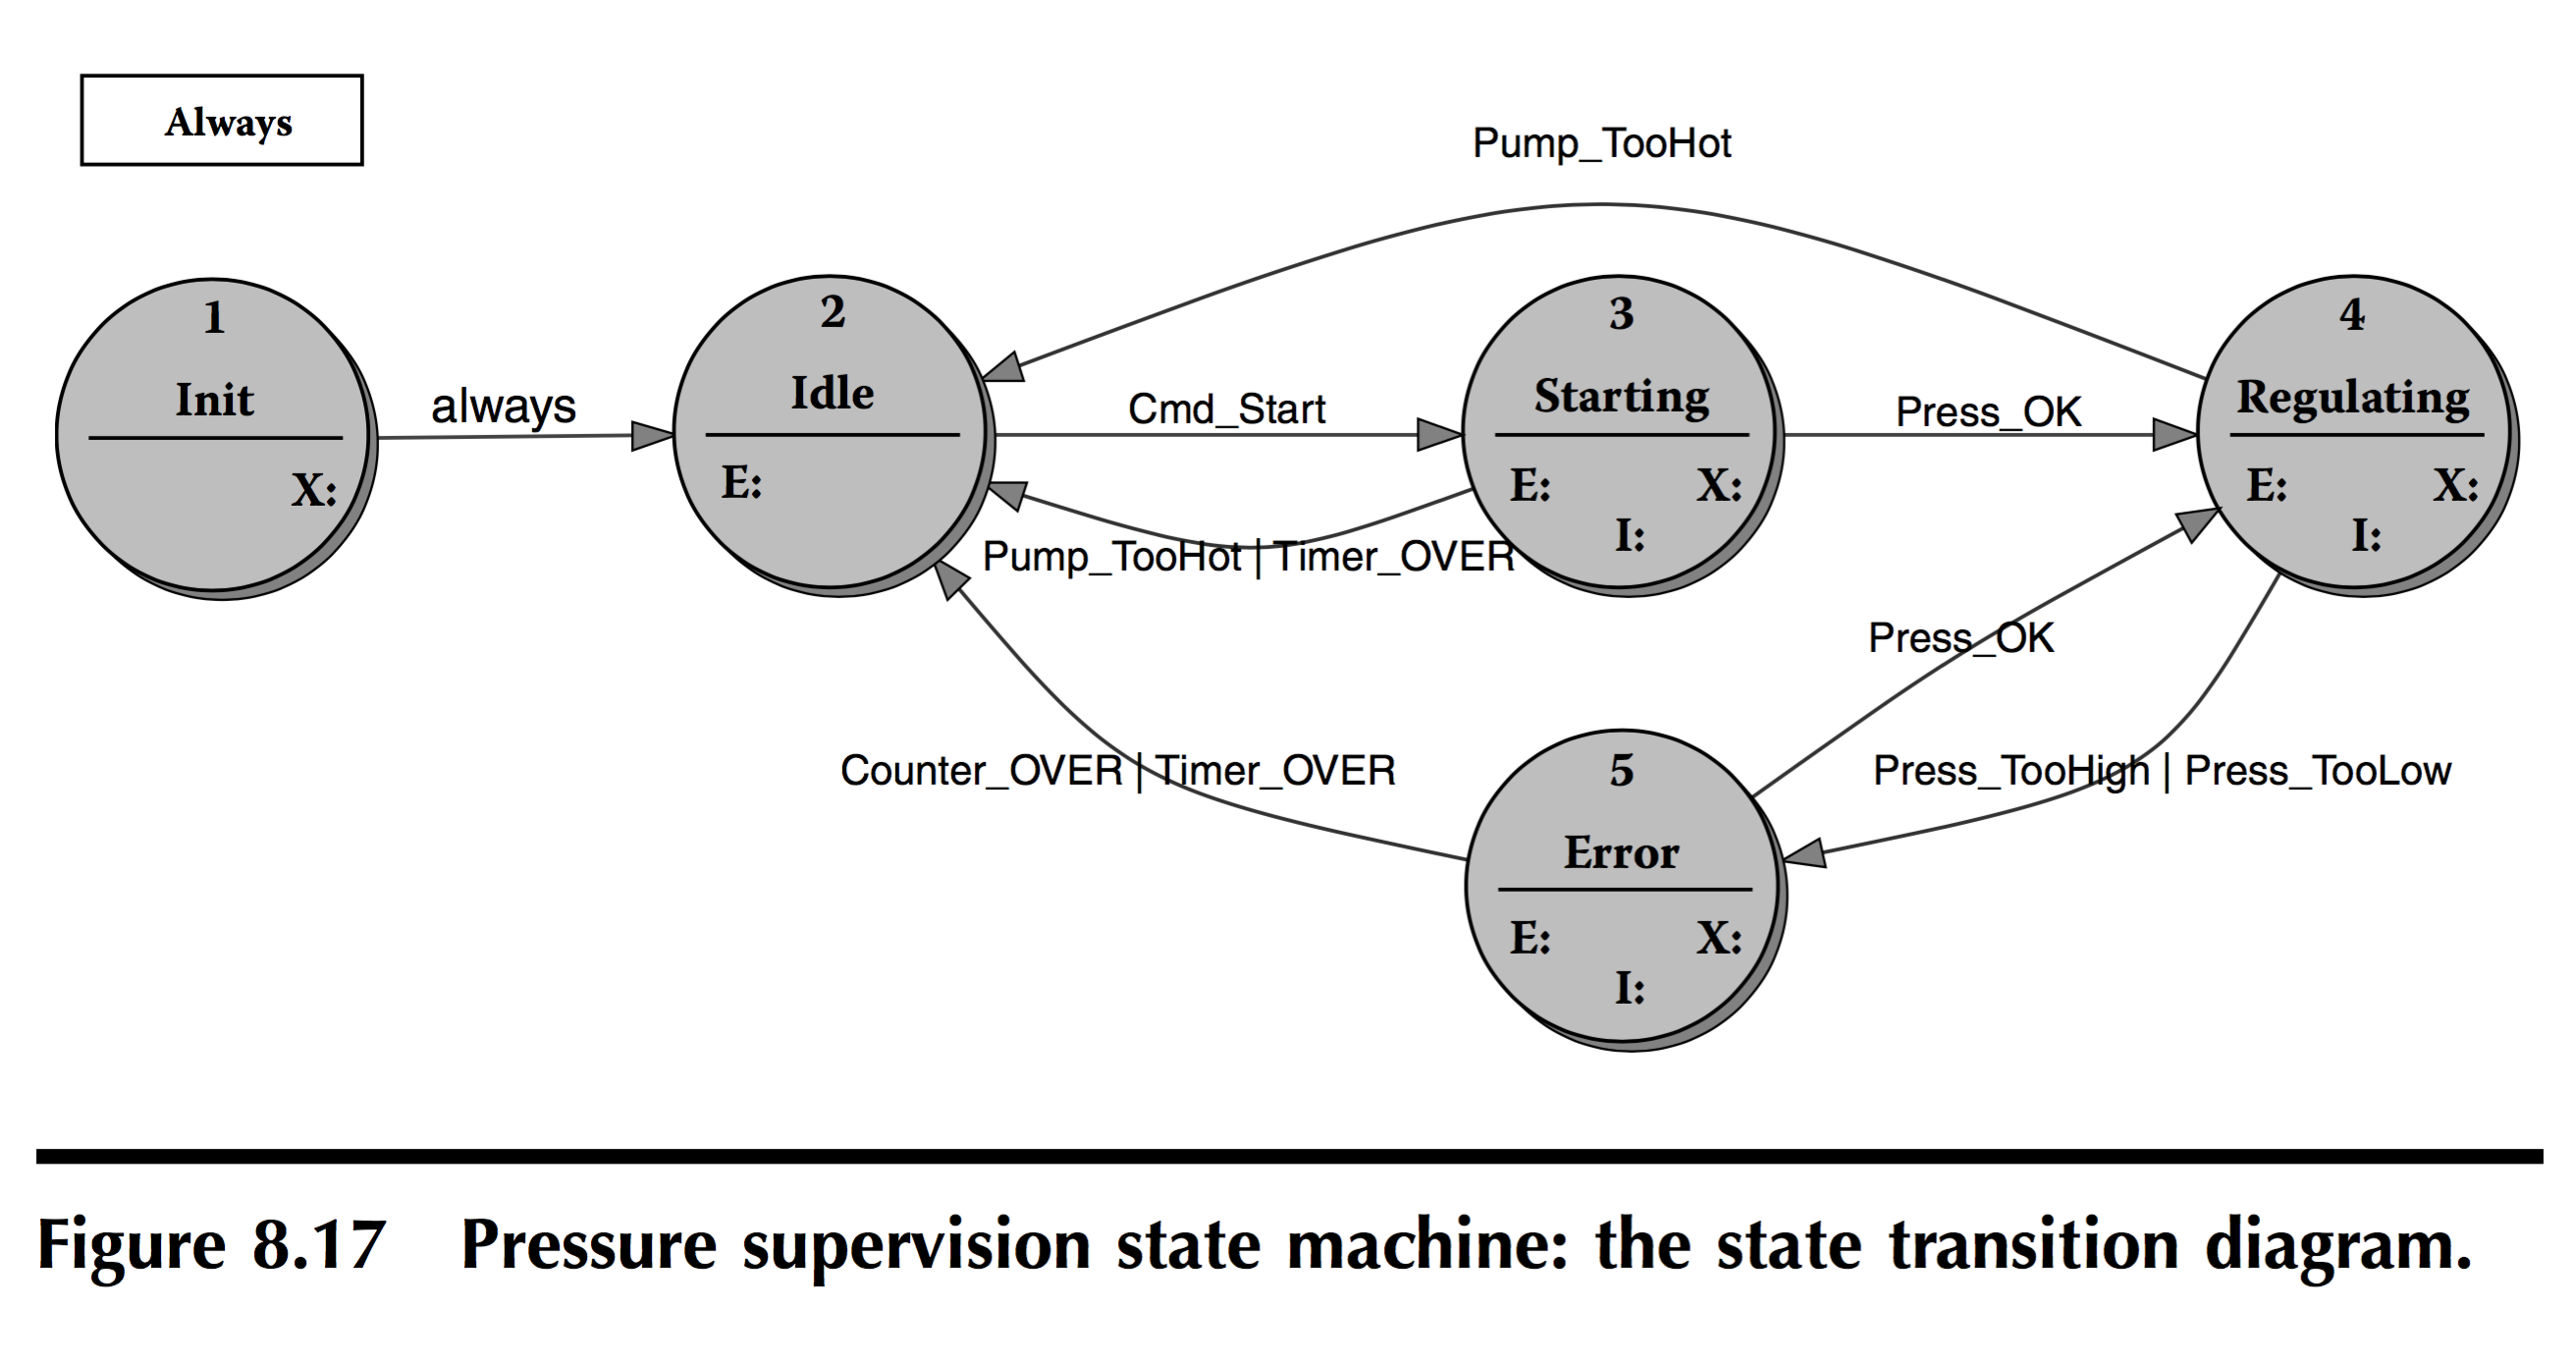 Always
Pump_TooHot
1
Init
X:
always
2
Idle
E:
Cmd_Start
3
Starting
E: X:
I:
Press_OK
4
Regulating
E: X:
I:
Pump_TooHot | Timer_OVER
Press_OK
Counter_OVER | Timer_OVER
Press_TooHigh | Press_TooLow
5
Error
E: X:
I:
Figure 8.17 Pressure supervision state machine: the state transition diagram.